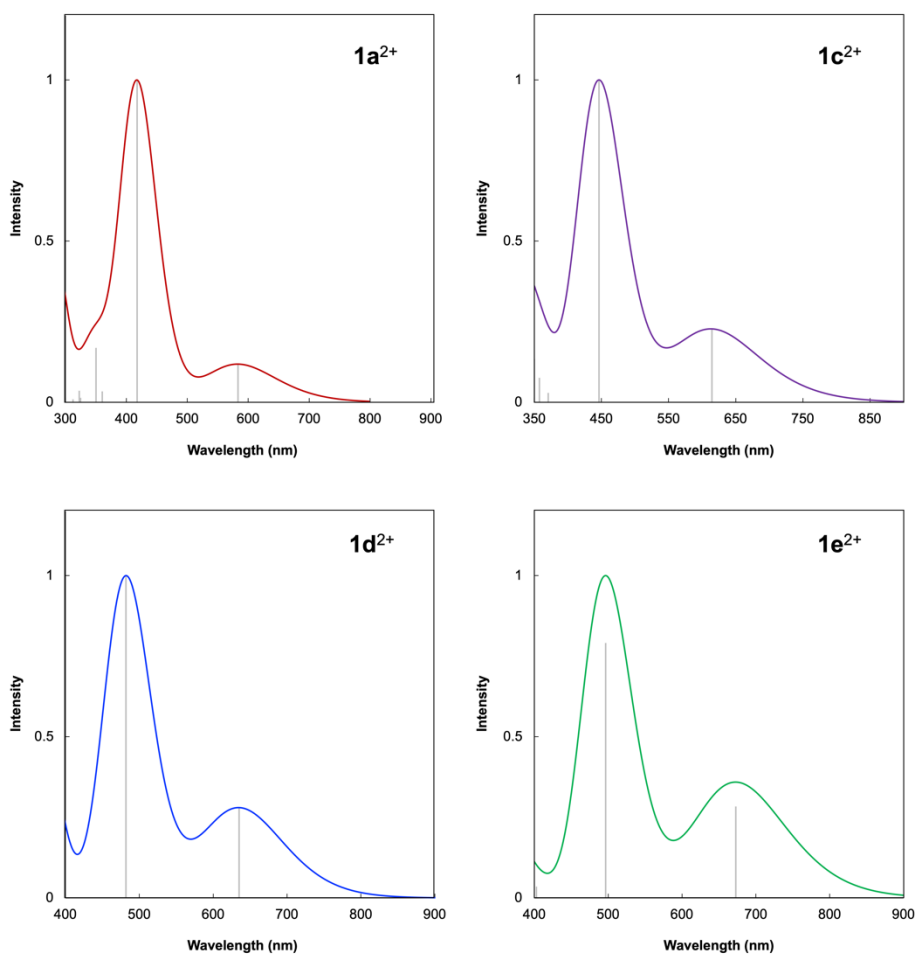 1a2+
1
Intensity
0.5
0
300 400 500 600 700 800 900
Wavelength (nm)
1c2+
1
Intensity
0.5
0
350 450 550 650 750 850
Wavelength (nm)
1d2+
1
Intensity
0.5
0
400 500 600 700 800 900
Wavelength (nm)
1e2+
1
Intensity
0.5
0
400 500 600 700 800 900
Wavelength (nm)